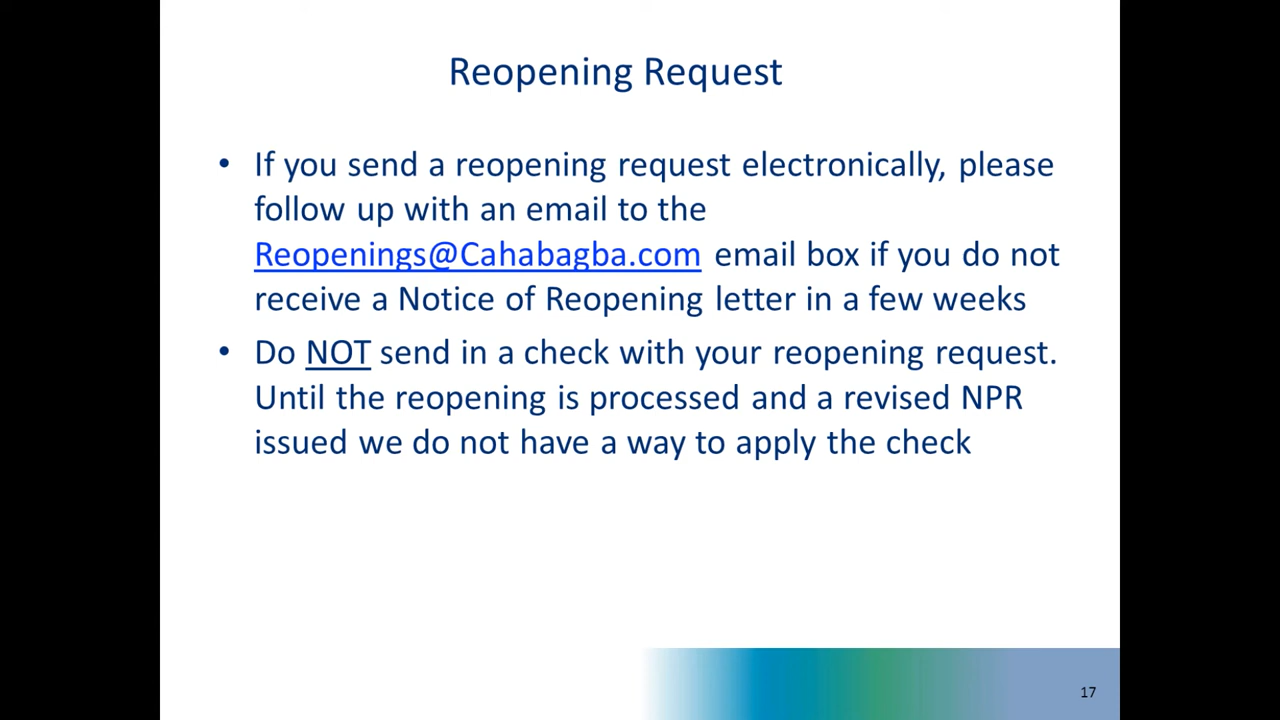 Reopening Request
• If you send a reopening request electronically, please
follow up with an email to the
Reopenings@Cahabagba.com email box if you do not
receive a Notice of Reopening letter in a few weeks
• Do NOT send in a check with your reopening request.
Until the reopening is processed and a revised NPR
issued we do not have a way to apply the check
17